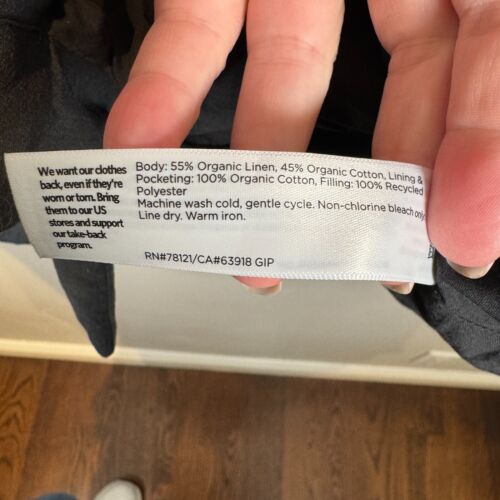 We want our clothes
back, even if they're
worn or torn. Bring
them to our US
stores and support
our take-back
program.
Body: 55% Organic Linen, 45% Organic Cotton, Lining &
Pocketing: 100% Organic Cotton, Filling: 100% Recycled
Polyester
Machine wash cold, gentle cycle. Non-chlorine bleach only
Line dry. Warm iron.
RN#78121/CA#63918 GIP